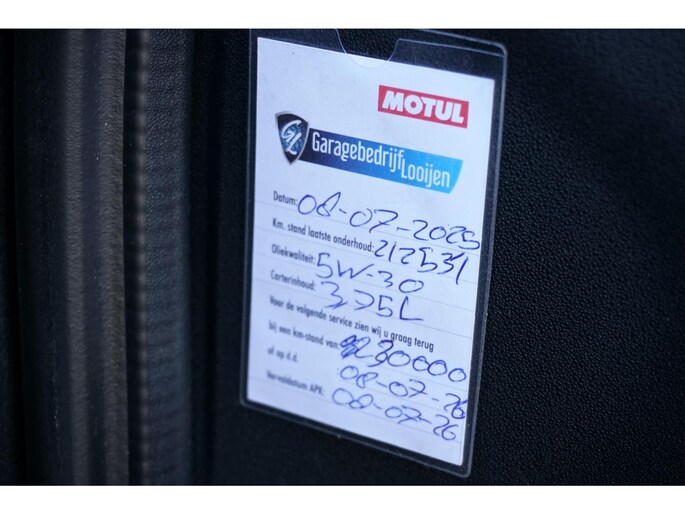 MOTUL
GL
Garagebedrijf
Looijen
Datum: 08-07-2025
Km. stand laatste onderhoud: 212531
Oliekwaliteit: 5W-30
Carterinhoud: 3,75L
Voor de volgende service zien wij u graag terug
bij een km-stand van: 230000
of op d.d. : 08-07-26
Vervaldatum APK: 08-07-26